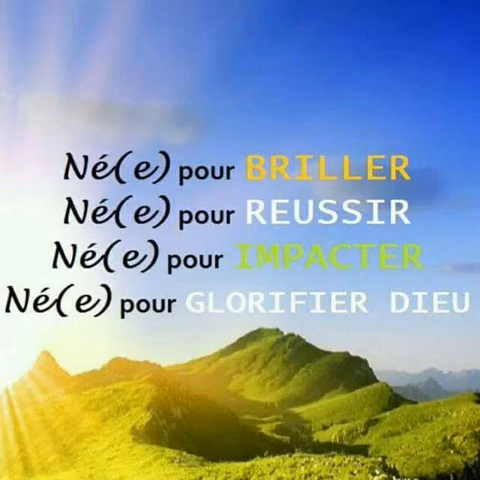 Né(e) pour BRILLER
Né(e) pour REUSSIR
Né(e) pour IMPACTER
Né(e) pour GLORIFIER DIEU